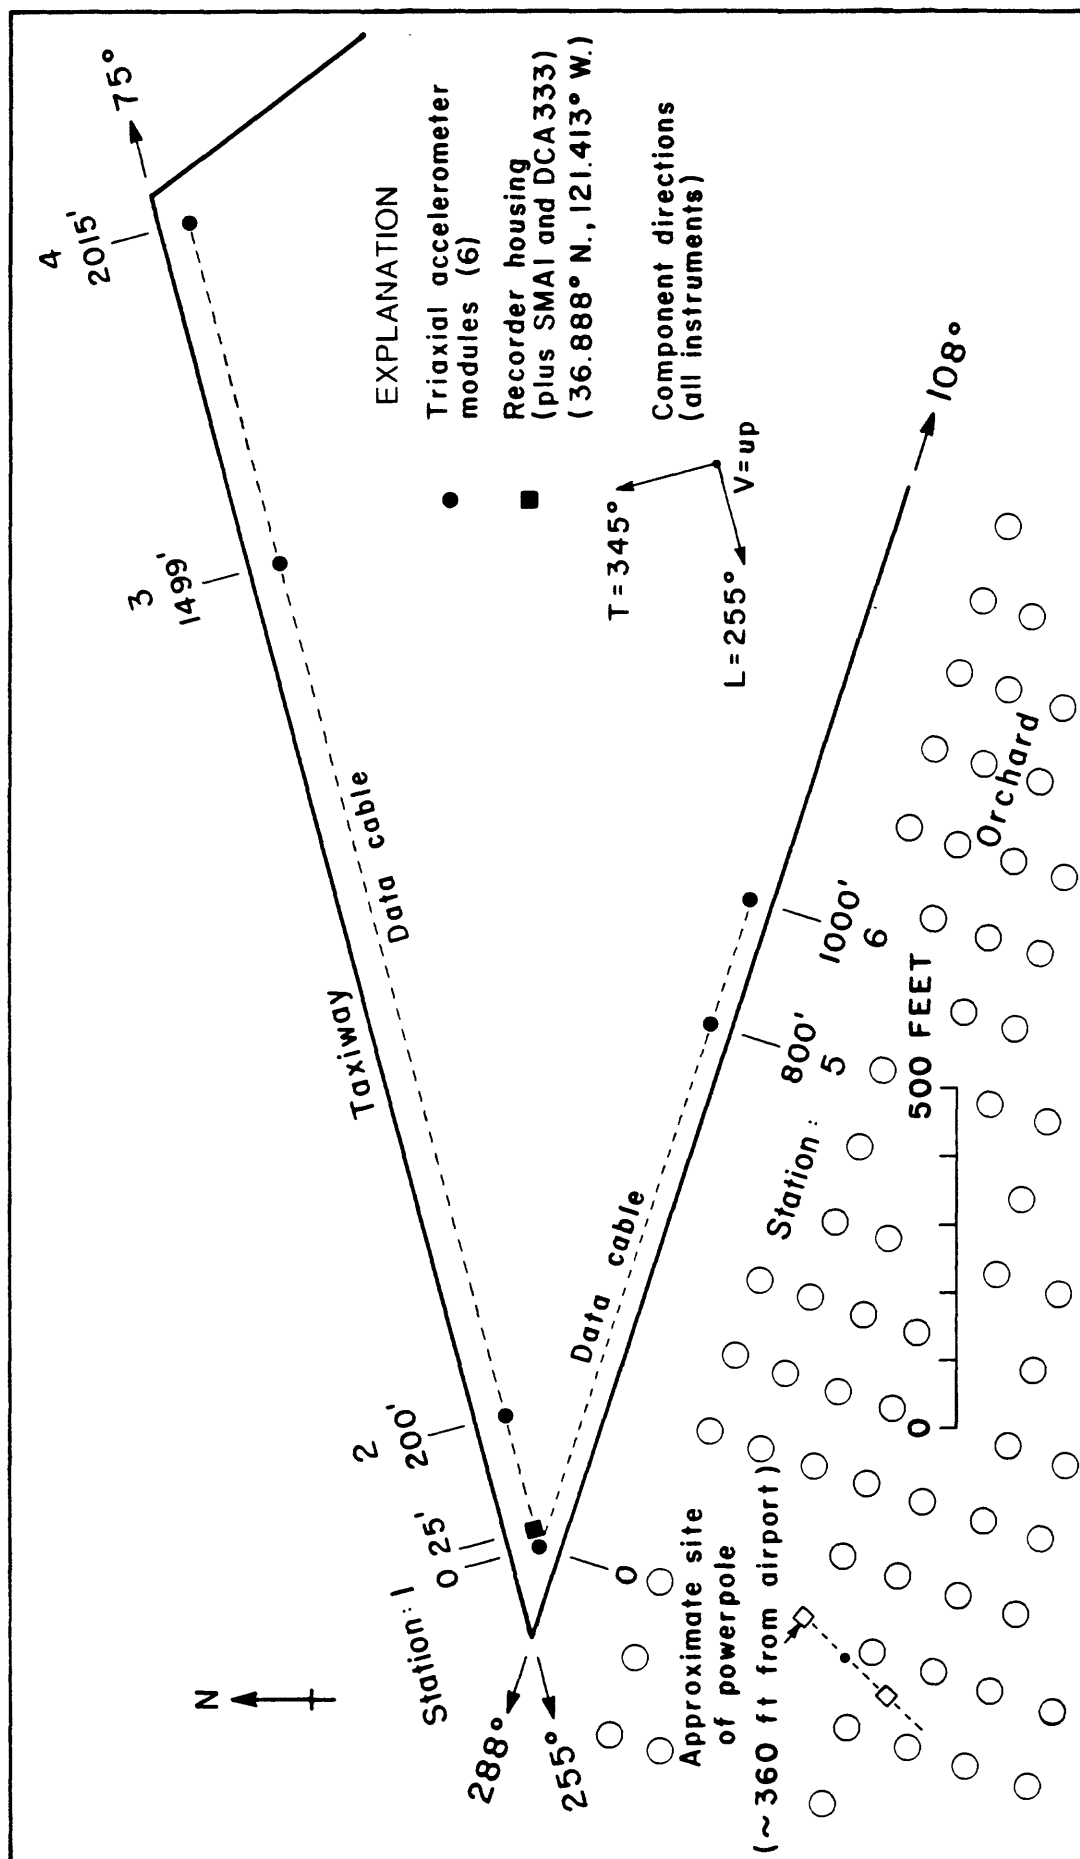 N
Station: 1
0
25'
2
200'
3
1499'
4
2015'
75°
288°
255°
Taxiway
Data cable
Data cable
0
Station:
800'
5
1000'
6
108°
EXPLANATION
Triaxial accelerometer
modules (6)
Recorder housing
(plus SMA1 and DCA333)
(36.888° N., 121.413° W.)
Component directions
(all instruments)
T=345°
L=255°
V=up
Approximate site
of powerpole
(~360 ft from airport)
0
500 FEET
Orchard